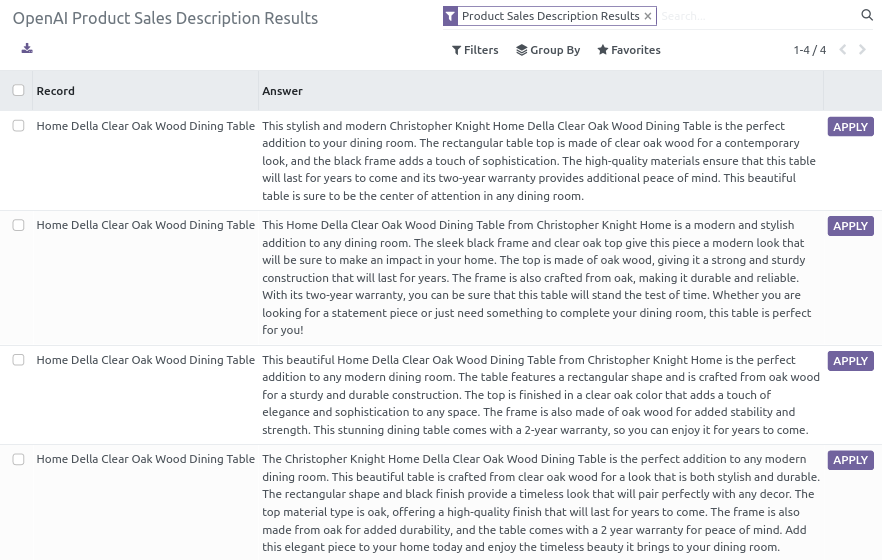 OpenAI Product Sales Description Results
Product Sales Description Results ×
Search...
Filters
Group By
Favorites
1-4 / 4
Record
Answer
Home Della Clear Oak Wood Dining Table
This stylish and modern Christopher Knight Home Della Clear Oak Wood Dining Table is the perfect
addition to your dining room. The rectangular table top is made of clear oak wood for a contemporary
look, and the black frame adds a touch of sophistication. The high-quality materials ensure that this table
will last for years to come and its two-year warranty provides additional peace of mind. This beautiful
table is sure to be the center of attention in any dining room.
APPLY
Home Della Clear Oak Wood Dining Table
This Home Della Clear Oak Wood Dining Table from Christopher Knight Home is a modern and stylish
addition to any dining room. The sleek black frame and clear oak top give this piece a modern look that
will be sure to make an impact in your home. The top is made of oak wood, giving it a strong and sturdy
construction that will last for years. The frame is also crafted from oak, making it durable and reliable.
With its two-year warranty, you can be sure that this table will stand the test of time. Whether you are
looking for a statement piece or just need something to complete your dining room, this table is perfect
for you!
APPLY
Home Della Clear Oak Wood Dining Table
This beautiful Home Della Clear Oak Wood Dining Table from Christopher Knight Home is the perfect
addition to any modern dining room. The table features a rectangular shape and is crafted from oak wood
for a sturdy and durable construction. The top is finished in a clear oak color that adds a touch of
elegance and sophistication to any space. The frame is also made of oak wood for added stability and
strength. This stunning dining table comes with a 2-year warranty, so you can enjoy it for years to come.
APPLY
Home Della Clear Oak Wood Dining Table
The Christopher Knight Home Della Clear Oak Wood Dining Table is the perfect addition to any modern
dining room. This beautiful table is crafted from clear oak wood for a look that is both stylish and durable.
The rectangular shape and black finish provide a timeless look that will pair perfectly with any decor. The
top material type is oak, offering a high-quality finish that will last for years to come. The frame is also
made from oak for added durability, and the table comes with a 2 year warranty for peace of mind. Add
this elegant piece to your home today and enjoy the timeless beauty it brings to your dining room.
APPLY